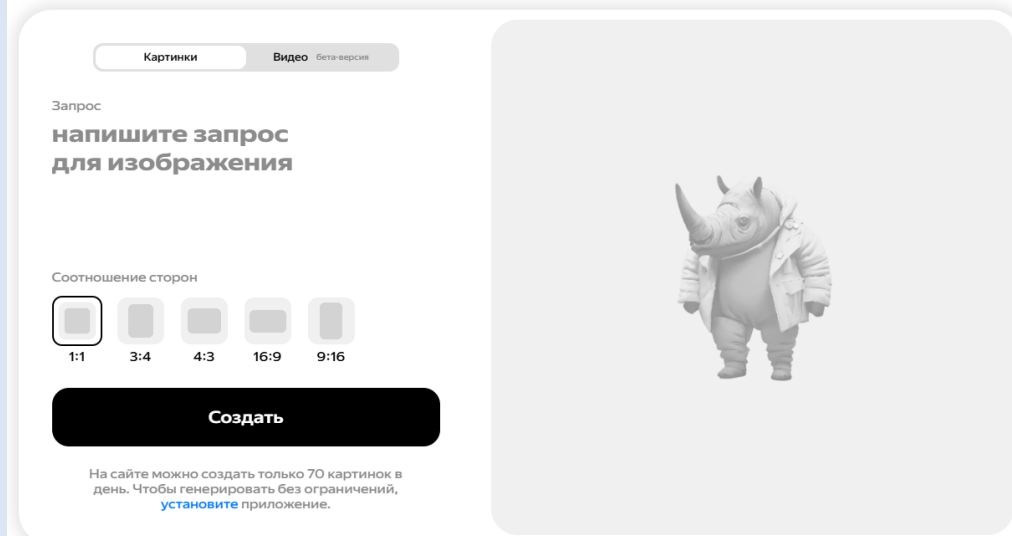 Картинки
Видео бета-версия
Запрос
напишите запрос
для изображения
Соотношение сторон
1:1 3:4 4:3 16:9 9:16
Создать
На сайте можно создать только 70 картинок в
день. Чтобы генерировать без ограничений,
установите приложение.